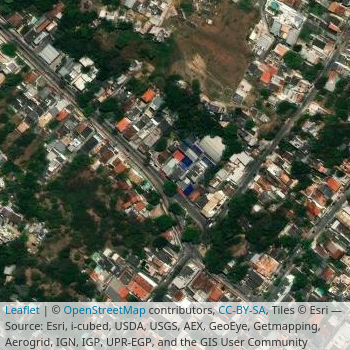 Leaflet | © OpenStreetMap contributors, CC-BY-SA, Tiles © Esri —
Source: Esri, i-cubed, USDA, USGS, AEX, GeoEye, Getmapping,
Aerogrid, IGN, IGP, UPR-EGP, and the GIS User Community